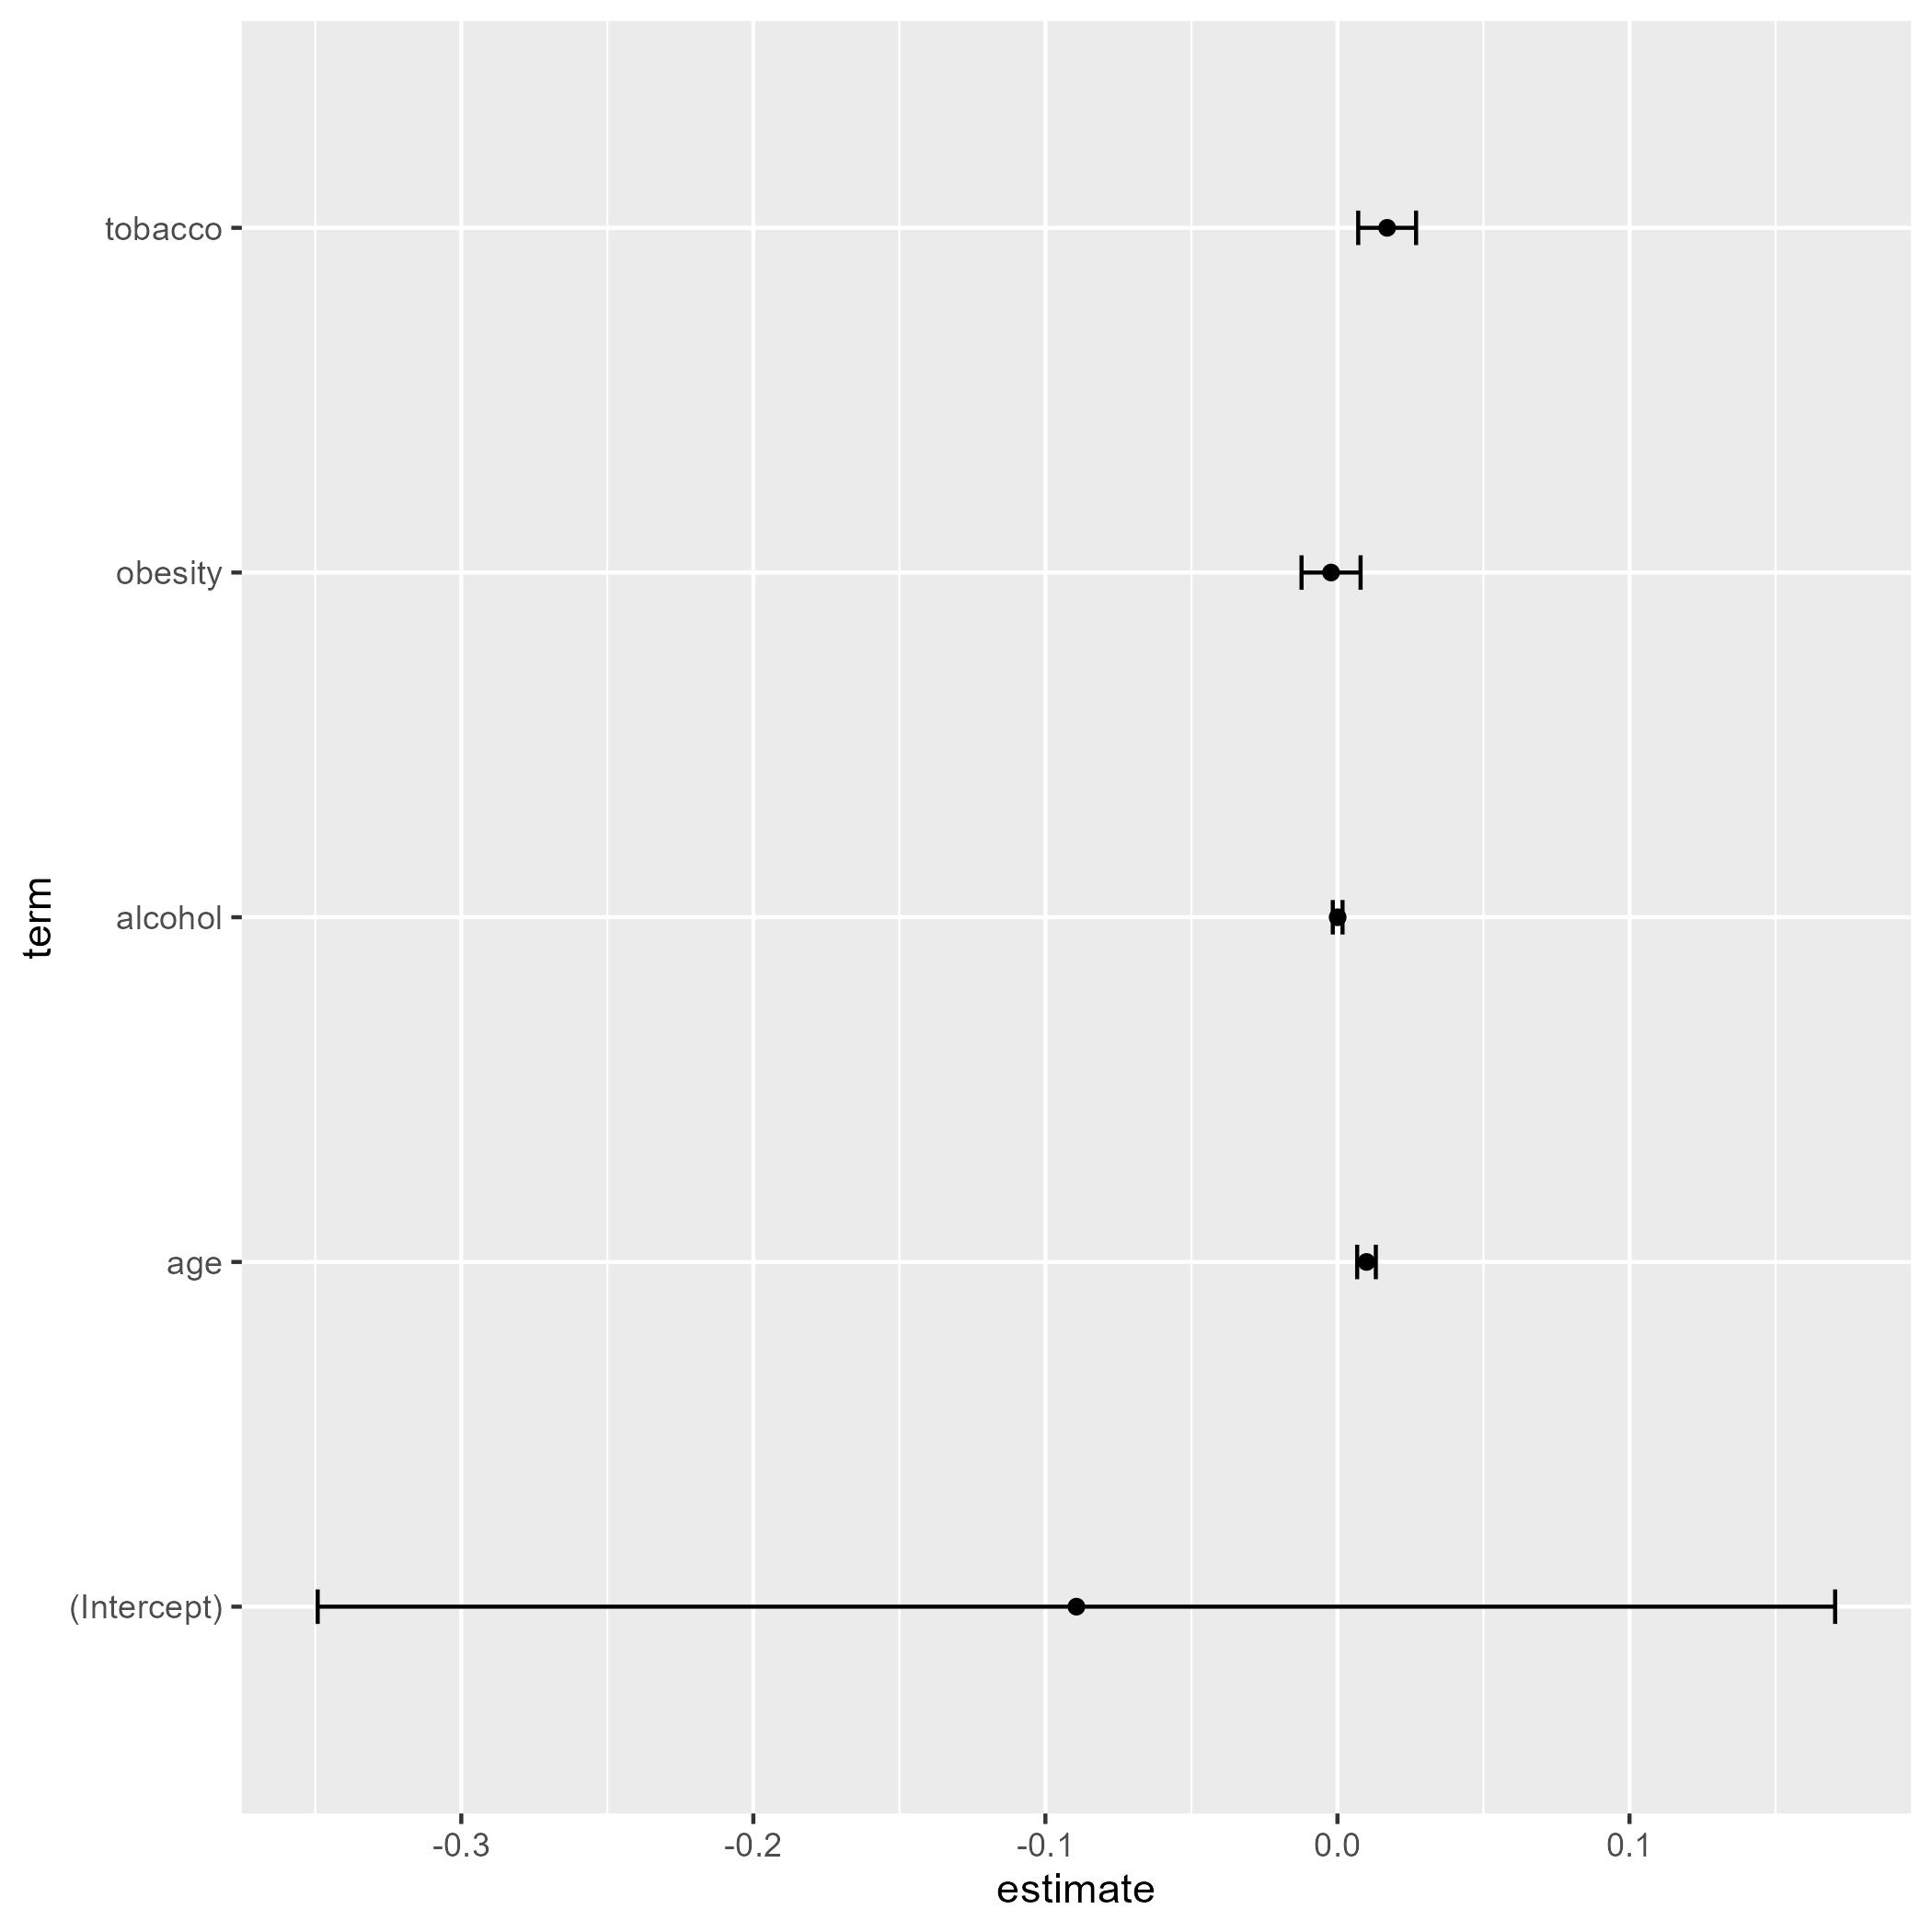 tobacco
obesity
alcohol
age
(Intercept)
term
-0.3 -0.2 -0.1 0.0 0.1
estimate